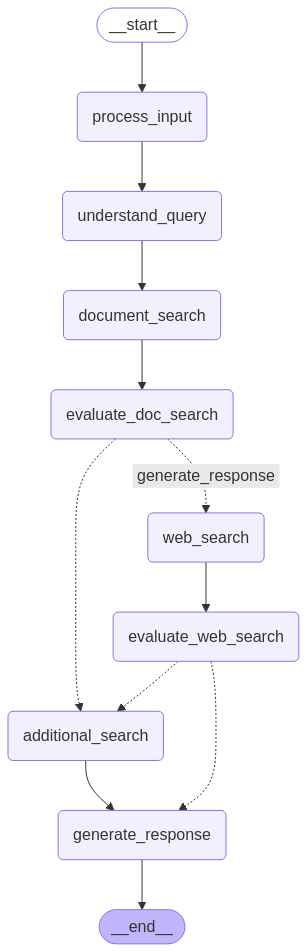 __start__
process_input
understand_query
document_search
evaluate_doc_search
generate_response
web_search
evaluate_web_search
additional_search
generate_response
__end__